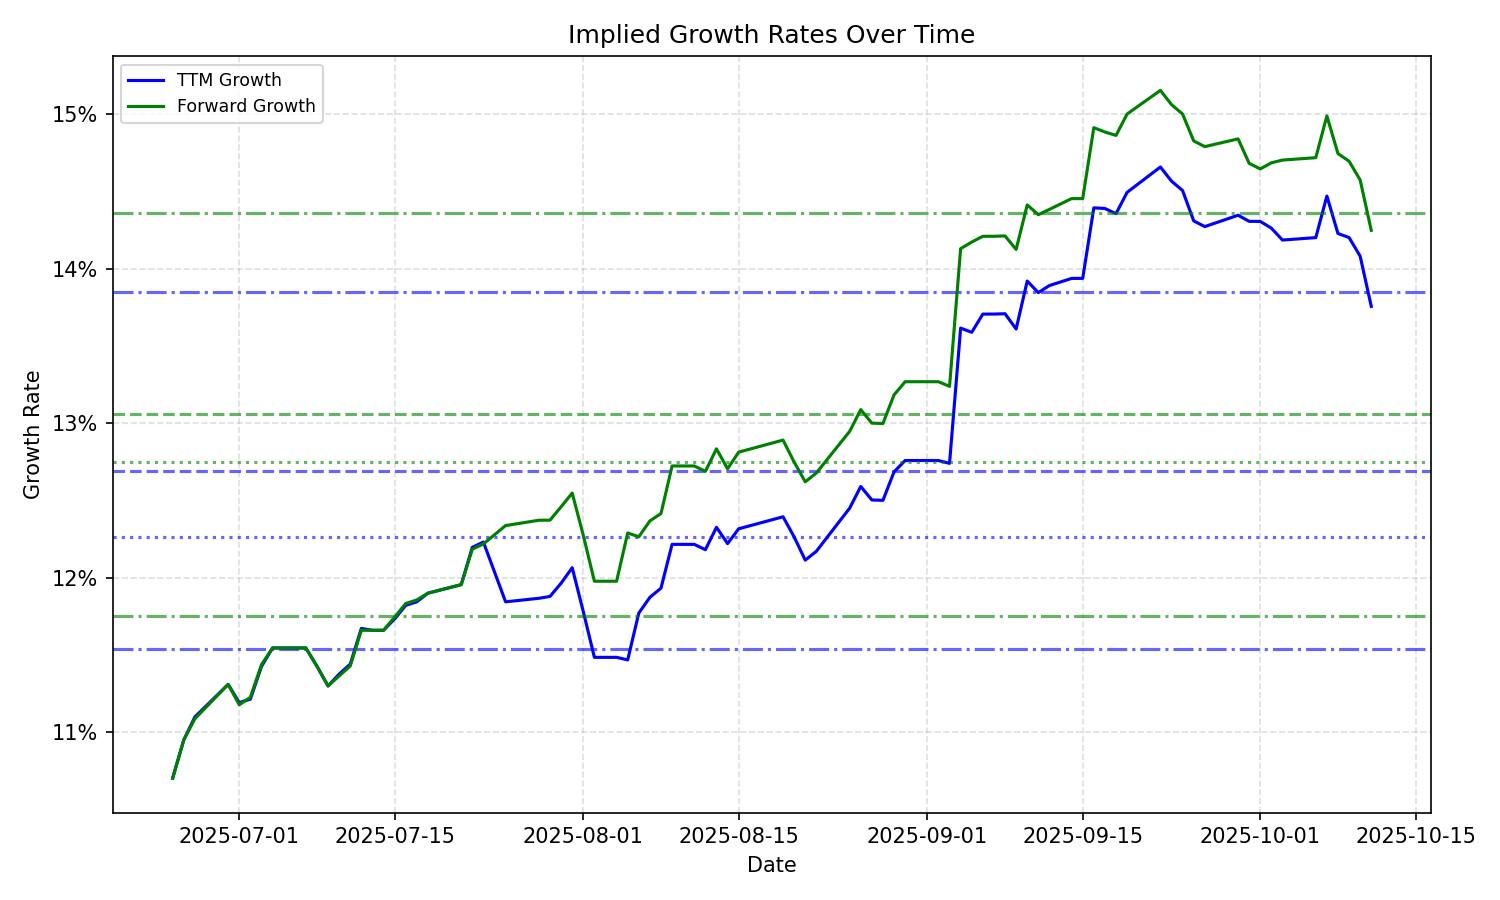 Implied Growth Rates Over Time
TTM Growth
Forward Growth
15%
14%
13%
12%
11%
Growth Rate
2025-07-01 2025-07-15 2025-08-01 2025-08-15 2025-09-01 2025-09-15 2025-10-01 2025-10-15
Date